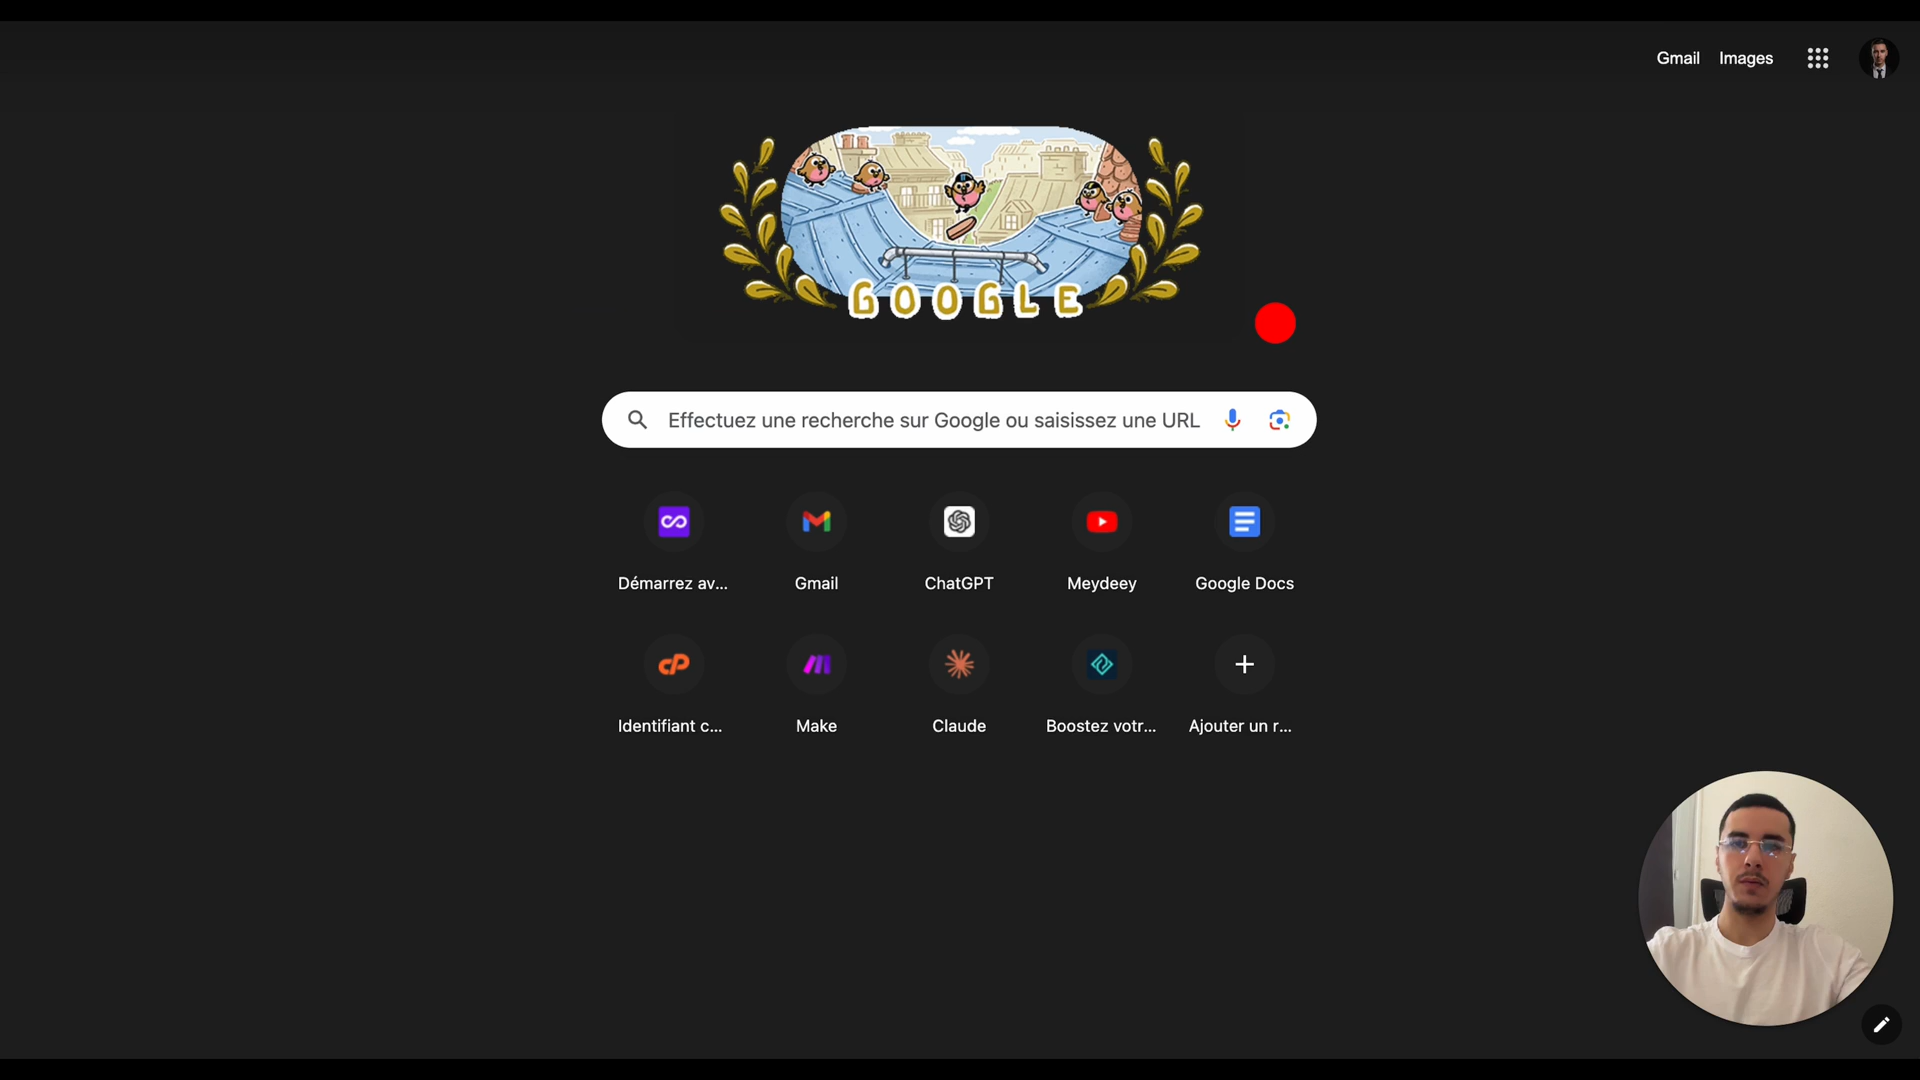 Gmail Images
GOOGLE
Effectuez une recherche sur Google ou saisissez une URL
Démarrez av... Gmail ChatGPT Meydeey Google Docs
Identifiant c... Make Claude Boostez votr... Ajouter un r...